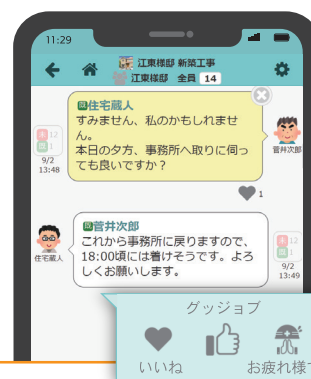 11:29
江東様邸 新築工事
江東様邸 全員 14
住宅蔵人
すみません、私のかもしれませ
ん。
本日の夕方、事務所へ取りに伺っ
ても良いですか?
12
1
9/2
13:48
菅井次郎
1
菅井次郎
これから事務所に戻りますので、
18:00頃には着けそうです。よろ
しくお願いします。
住宅蔵人
12
1
9/2
13:49
グッジョブ
いいね
お疲れ様で